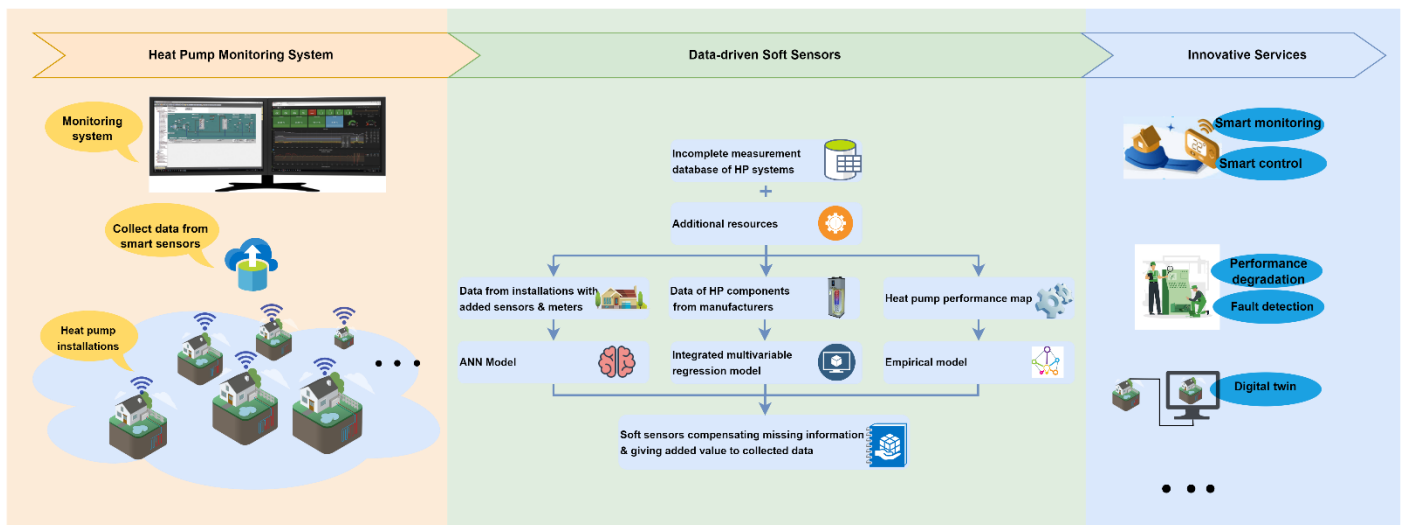 Heat Pump Monitoring System
Data-driven Soft Sensors
Innovative Services
Monitoring
system
Collect data from
smart sensors
Heat pump
installations
Incomplete measurement
database of HP systems
+
Additional resources
Data from installations with
added sensors & meters
Data of HP components
from manufacturers
Heat pump performance map
ANN Model
Integrated multivariable
regression model
Empirical model
Soft sensors compensating missing information
& giving added value to collected data
Smart monitoring
Smart control
Performance
degradation
Fault detection
Digital twin